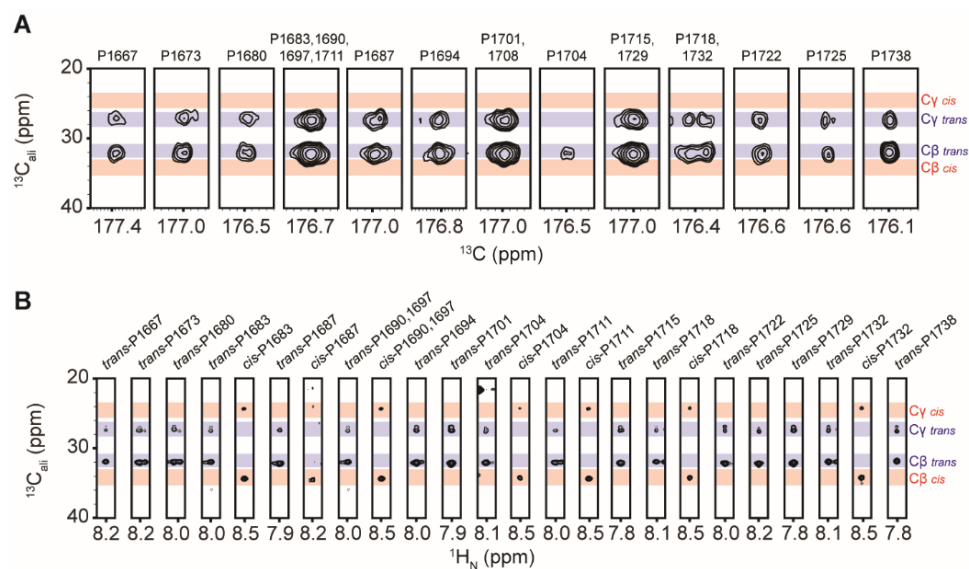 A
P1667 P1673 P1680 P1683,1690, 1697,1711 P1687 P1694 P1701, 1708 P1704 P1715, 1729 P1718, 1732 P1722 P1725 P1738
20
30
40
¹³Cali (ppm)
Cγ cis
Cγ trans
Cβ trans
Cβ cis
177.4 177.0 176.5 176.7 177.0 176.8 177.0 176.5 177.0 176.4 176.6 176.6 176.1
¹³C (ppm)
B
trans-P1667 trans-P1673 trans-P1680 trans-P1683 cis-P1683 trans-P1687 cis-P1687 trans-P1690,1697 cis-P1690,1697 trans-P1694 trans-P1701 trans-P1704 cis-P1704 trans-P1711 cis-P1711 trans-P1715 trans-P1718 cis-P1718 trans-P1722 trans-P1725 trans-P1729 trans-P1732 cis-P1732 trans-P1738
20
30
40
¹³Cali (ppm)
Cγ cis
Cγ trans
Cβ trans
Cβ cis
8.2 8.2 8.0 8.0 8.5 7.9 8.2 8.0 8.5 8.0 7.9 8.1 8.5 8.0 8.5 7.8 8.1 8.5 8.0 8.2 7.8 8.1 8.5 7.8
¹HN (ppm)